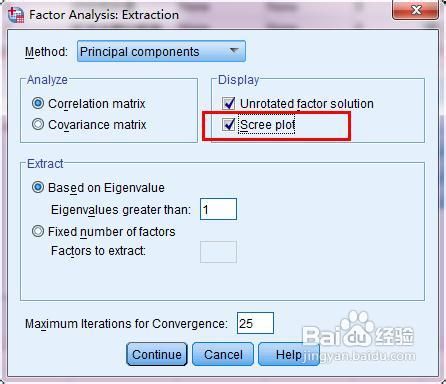 Factor Analysis: Extraction
Method: Principal components
Analyze
Correlation matrix
Covariance matrix
Display
Unrotated factor solution
Scree plot
Extract
Based on Eigenvalue
Eigenvalues greater than: 1
Fixed number of factors
Factors to extract:
Maximum Iterations for Convergence: 25
Continue Cancel Help
Baidu 经验
jingyan.baidu.com